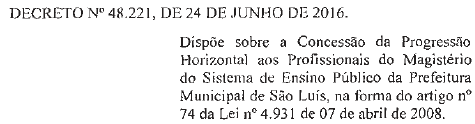 DECRETO Nº 48.221, DE 24 DE JUNHO DE 2016.
Dispõe sobre a Concessão da Progressão
Horizontal aos Profissionais do Magistério
do Sistema de Ensino Público da Prefeitura
Municipal de São Luís, na forma do artigo nº
74 da Lei nº 4.931 de 07 de abril de 2008.